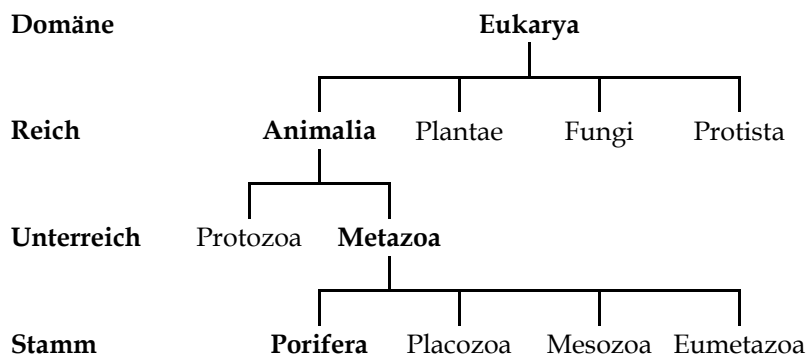 Domäne Eukarya
Reich Animalia Plantae Fungi Protista
Unterreich Protozoa Metazoa
Stamm Porifera Placozoa Mesozoa Eumetazoa